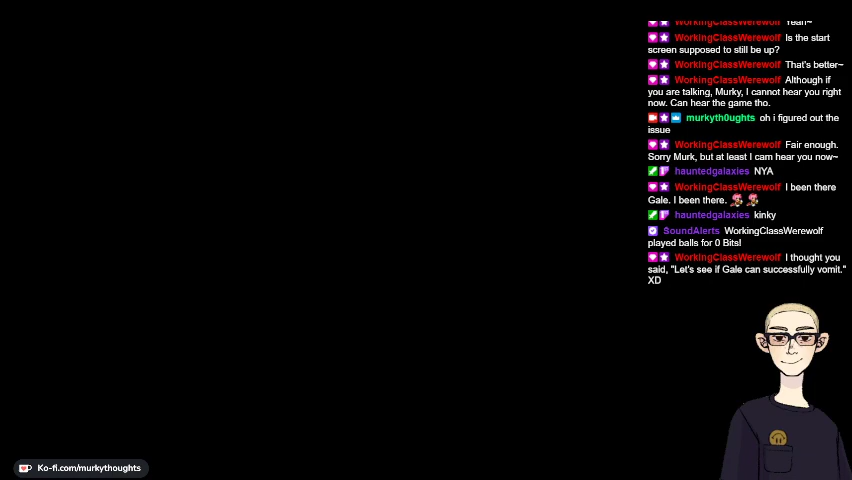 WorkingClassWerewolf Yeah~
WorkingClassWerewolf Is the start
screen supposed to still be up?
WorkingClassWerewolf That's better~
WorkingClassWerewolf Although if
you are talking, Murky, I cannot hear you right
now. Can hear the game tho.
murkyth0ughts oh i figured out the
issue
WorkingClassWerewolf Fair enough.
Sorry Murk, but at least I cam hear you now~
hauntedgalaxies NYA
WorkingClassWerewolf I been there
Gale. I been there.
hauntedgalaxies kinky
SoundAlerts WorkingClassWerewolf
played balls for 0 Bits!
WorkingClassWerewolf I thought you
said, "Let's see if Gale can successfully vomit."
XD
Ko-fi.com/murkythoughts